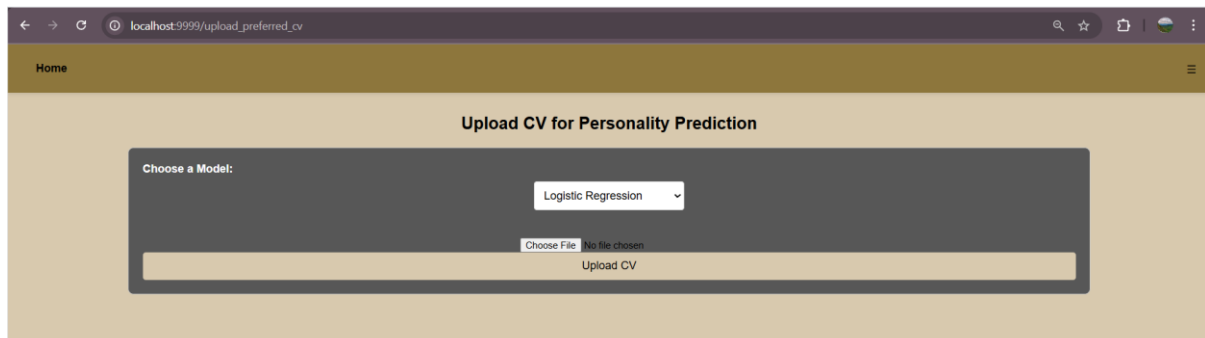 localhost:9999/upload_preferred_cv
Home
Upload CV for Personality Prediction
Choose a Model:
Logistic Regression
Choose File No file chosen
Upload CV